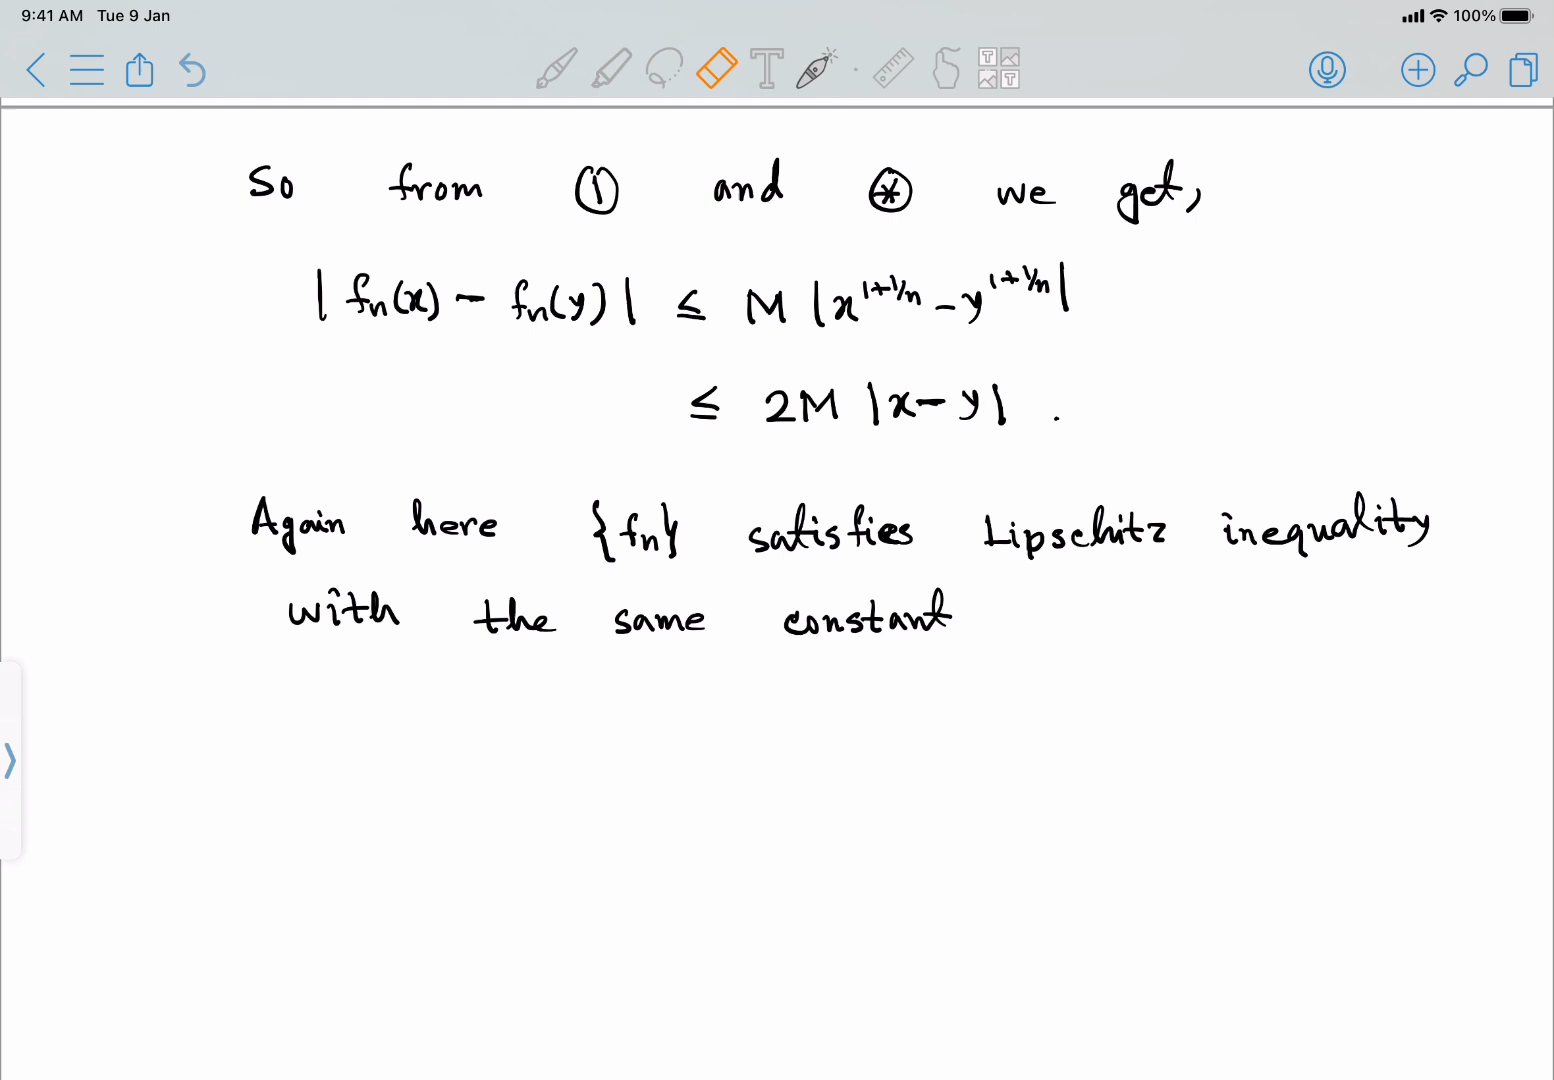 9:41 AM Tue 9 Jan 100%
So from ① and ⊛ we get,
|fn(x) - fn(y)| ≤ M |x^{1+1/n} - y^{1+1/n}|
≤ 2M |x-y| .
Again here {fn} satisfies Lipschitz inequality
with the same constant